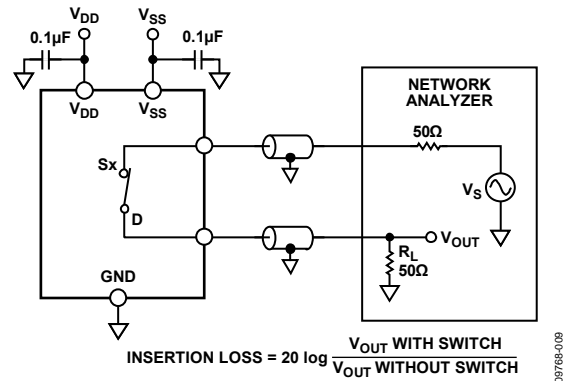 VDD
VSS
0.1µF
0.1µF
VDD
VSS
NETWORK
ANALYZER
50Ω
Sx
VS
D
VOUT
RL
50Ω
GND
INSERTION LOSS = 20 log VOUT WITH SWITCH
VOUT WITHOUT SWITCH
09768-009